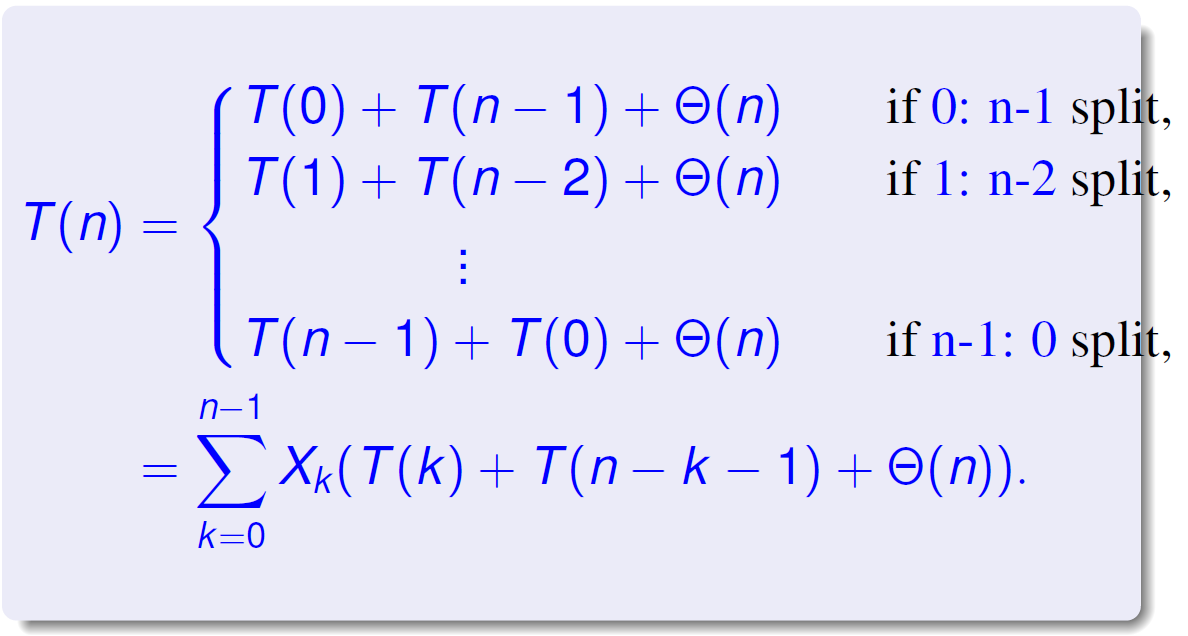 T(n) = { T(0) + T(n − 1) + Θ(n) if 0: n-1 split,
T(1) + T(n − 2) + Θ(n) if 1: n-2 split,
⋮
T(n − 1) + T(0) + Θ(n) if n-1: 0 split,
= ∑_{k=0}^{n−1} X_k(T(k) + T(n − k − 1) + Θ(n)).